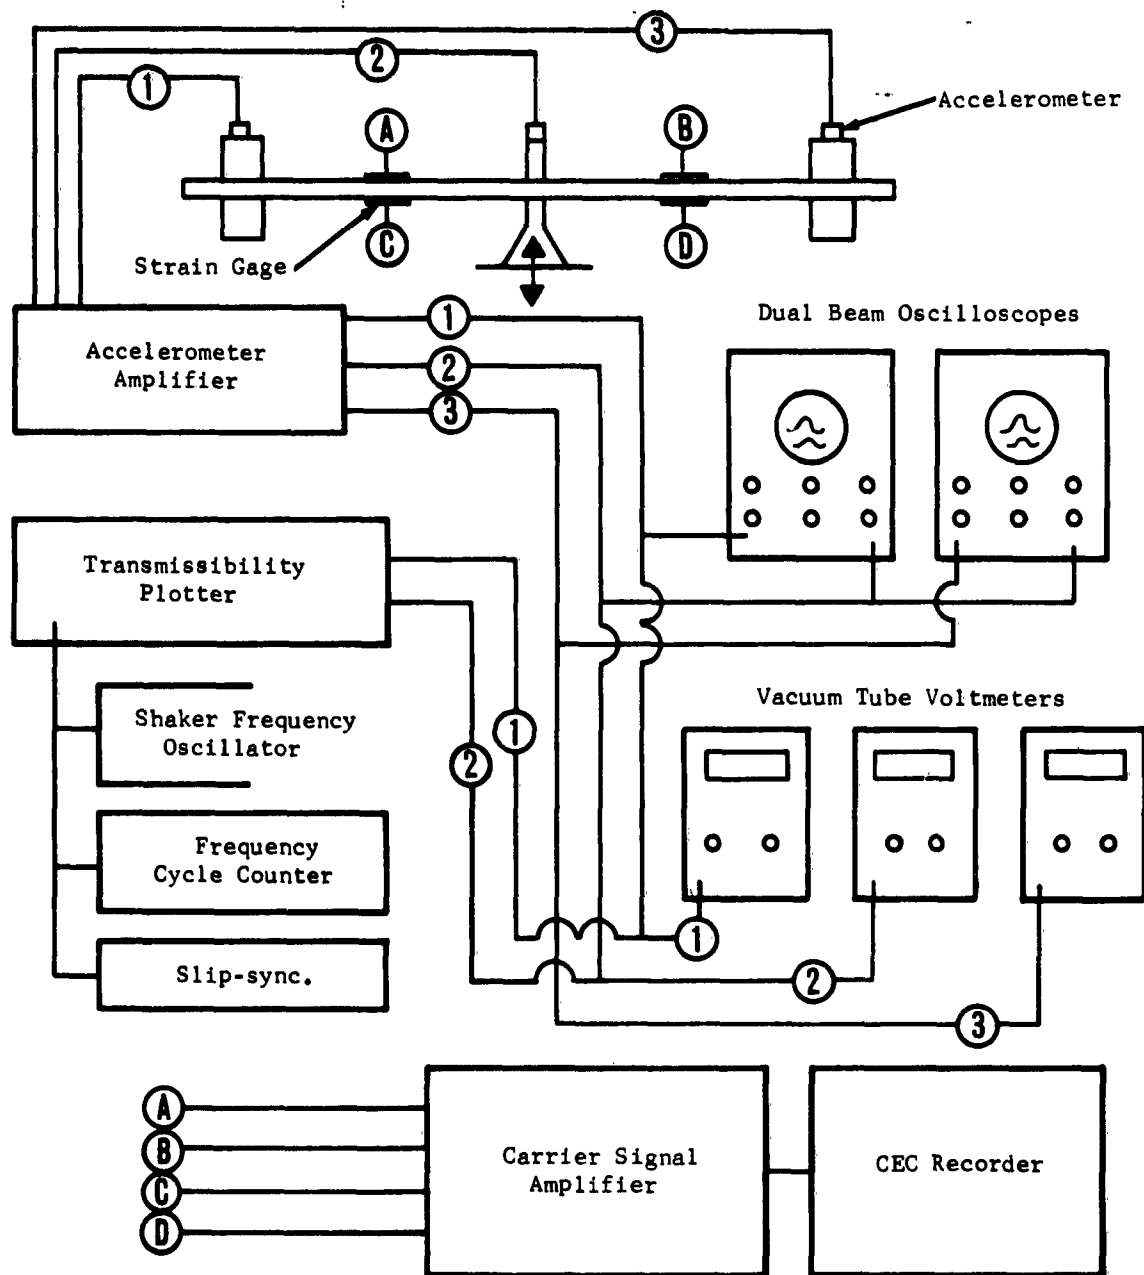 3
2
1
Accelerometer
A
B
C
D
Strain Gage
1
Dual Beam Oscilloscopes
Accelerometer
Amplifier
2
3
Transmissibility
Plotter
Vacuum Tube Voltmeters
Shaker Frequency
Oscillator
1
2
Frequency
Cycle Counter
1
Slip-sync.
2
3
A
B
C
D
Carrier Signal
Amplifier
CEC Recorder